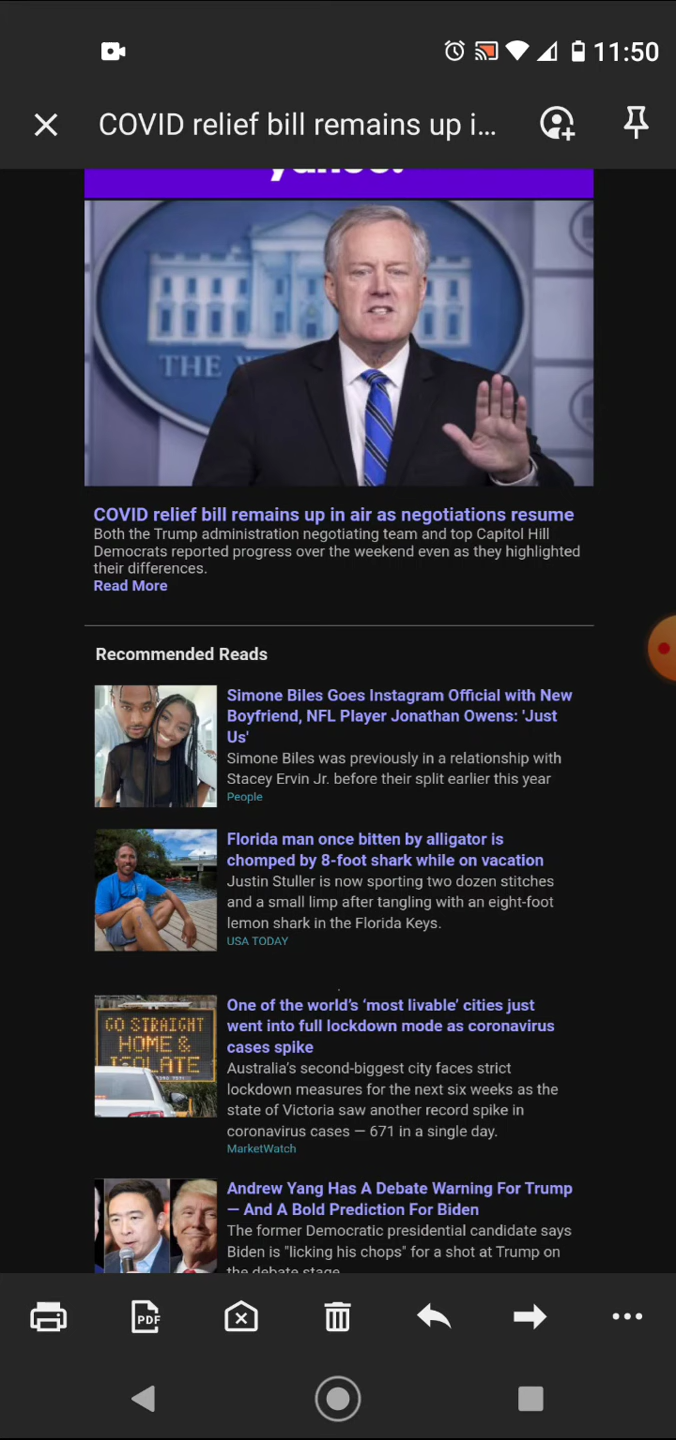 11:50
COVID relief bill remains up i...
yahoo!
THE W
COVID relief bill remains up in air as negotiations resume
Both the Trump administration negotiating team and top Capitol Hill
Democrats reported progress over the weekend even as they highlighted
their differences.
Read More
Recommended Reads
Simone Biles Goes Instagram Official with New
Boyfriend, NFL Player Jonathan Owens: 'Just
Us'
Simone Biles was previously in a relationship with
Stacey Ervin Jr. before their split earlier this year
People
Florida man once bitten by alligator is
chomped by 8-foot shark while on vacation
Justin Stuller is now sporting two dozen stitches
and a small limp after tangling with an eight-foot
lemon shark in the Florida Keys.
USA TODAY
GO STRAIGHT
HOME &
ISOLATE
One of the world’s ‘most livable’ cities just
went into full lockdown mode as coronavirus
cases spike
Australia’s second-biggest city faces strict
lockdown measures for the next six weeks as the
state of Victoria saw another record spike in
coronavirus cases — 671 in a single day.
MarketWatch
Andrew Yang Has A Debate Warning For Trump
— And A Bold Prediction For Biden
The former Democratic presidential candidate says
Biden is "licking his chops" for a shot at Trump on
the debate stage
PDF